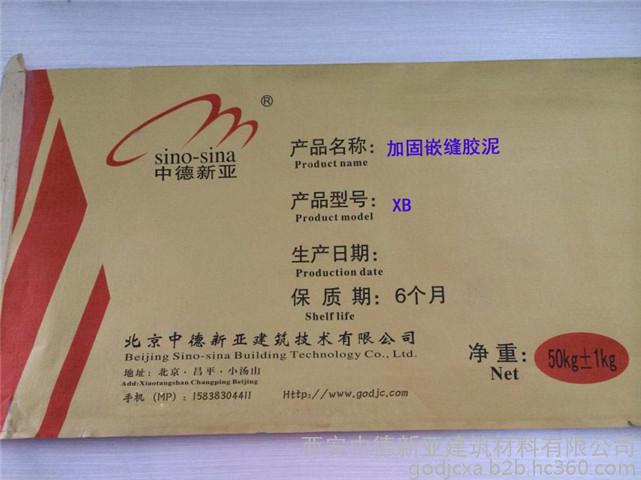 ®
sino-sina
中德新亚
产品名称：加固嵌缝胶泥
Product name
产品型号：XB
Product model
生产日期：
Production date
保 质 期：6个月
Shelf life
北京中德新亚建筑技术有限公司
Beijing Sino-sina Building Technology Co., Ltd.
地址：北京·昌平·小汤山
Add:Xiaotangshan Changping Beijing
手机（MP）：15838304411
Http://www.godjc.com
净 重：50kg±1kg
Net
西安中德新亚建筑材料有限公司
godjcxa.b2b.hc360.com